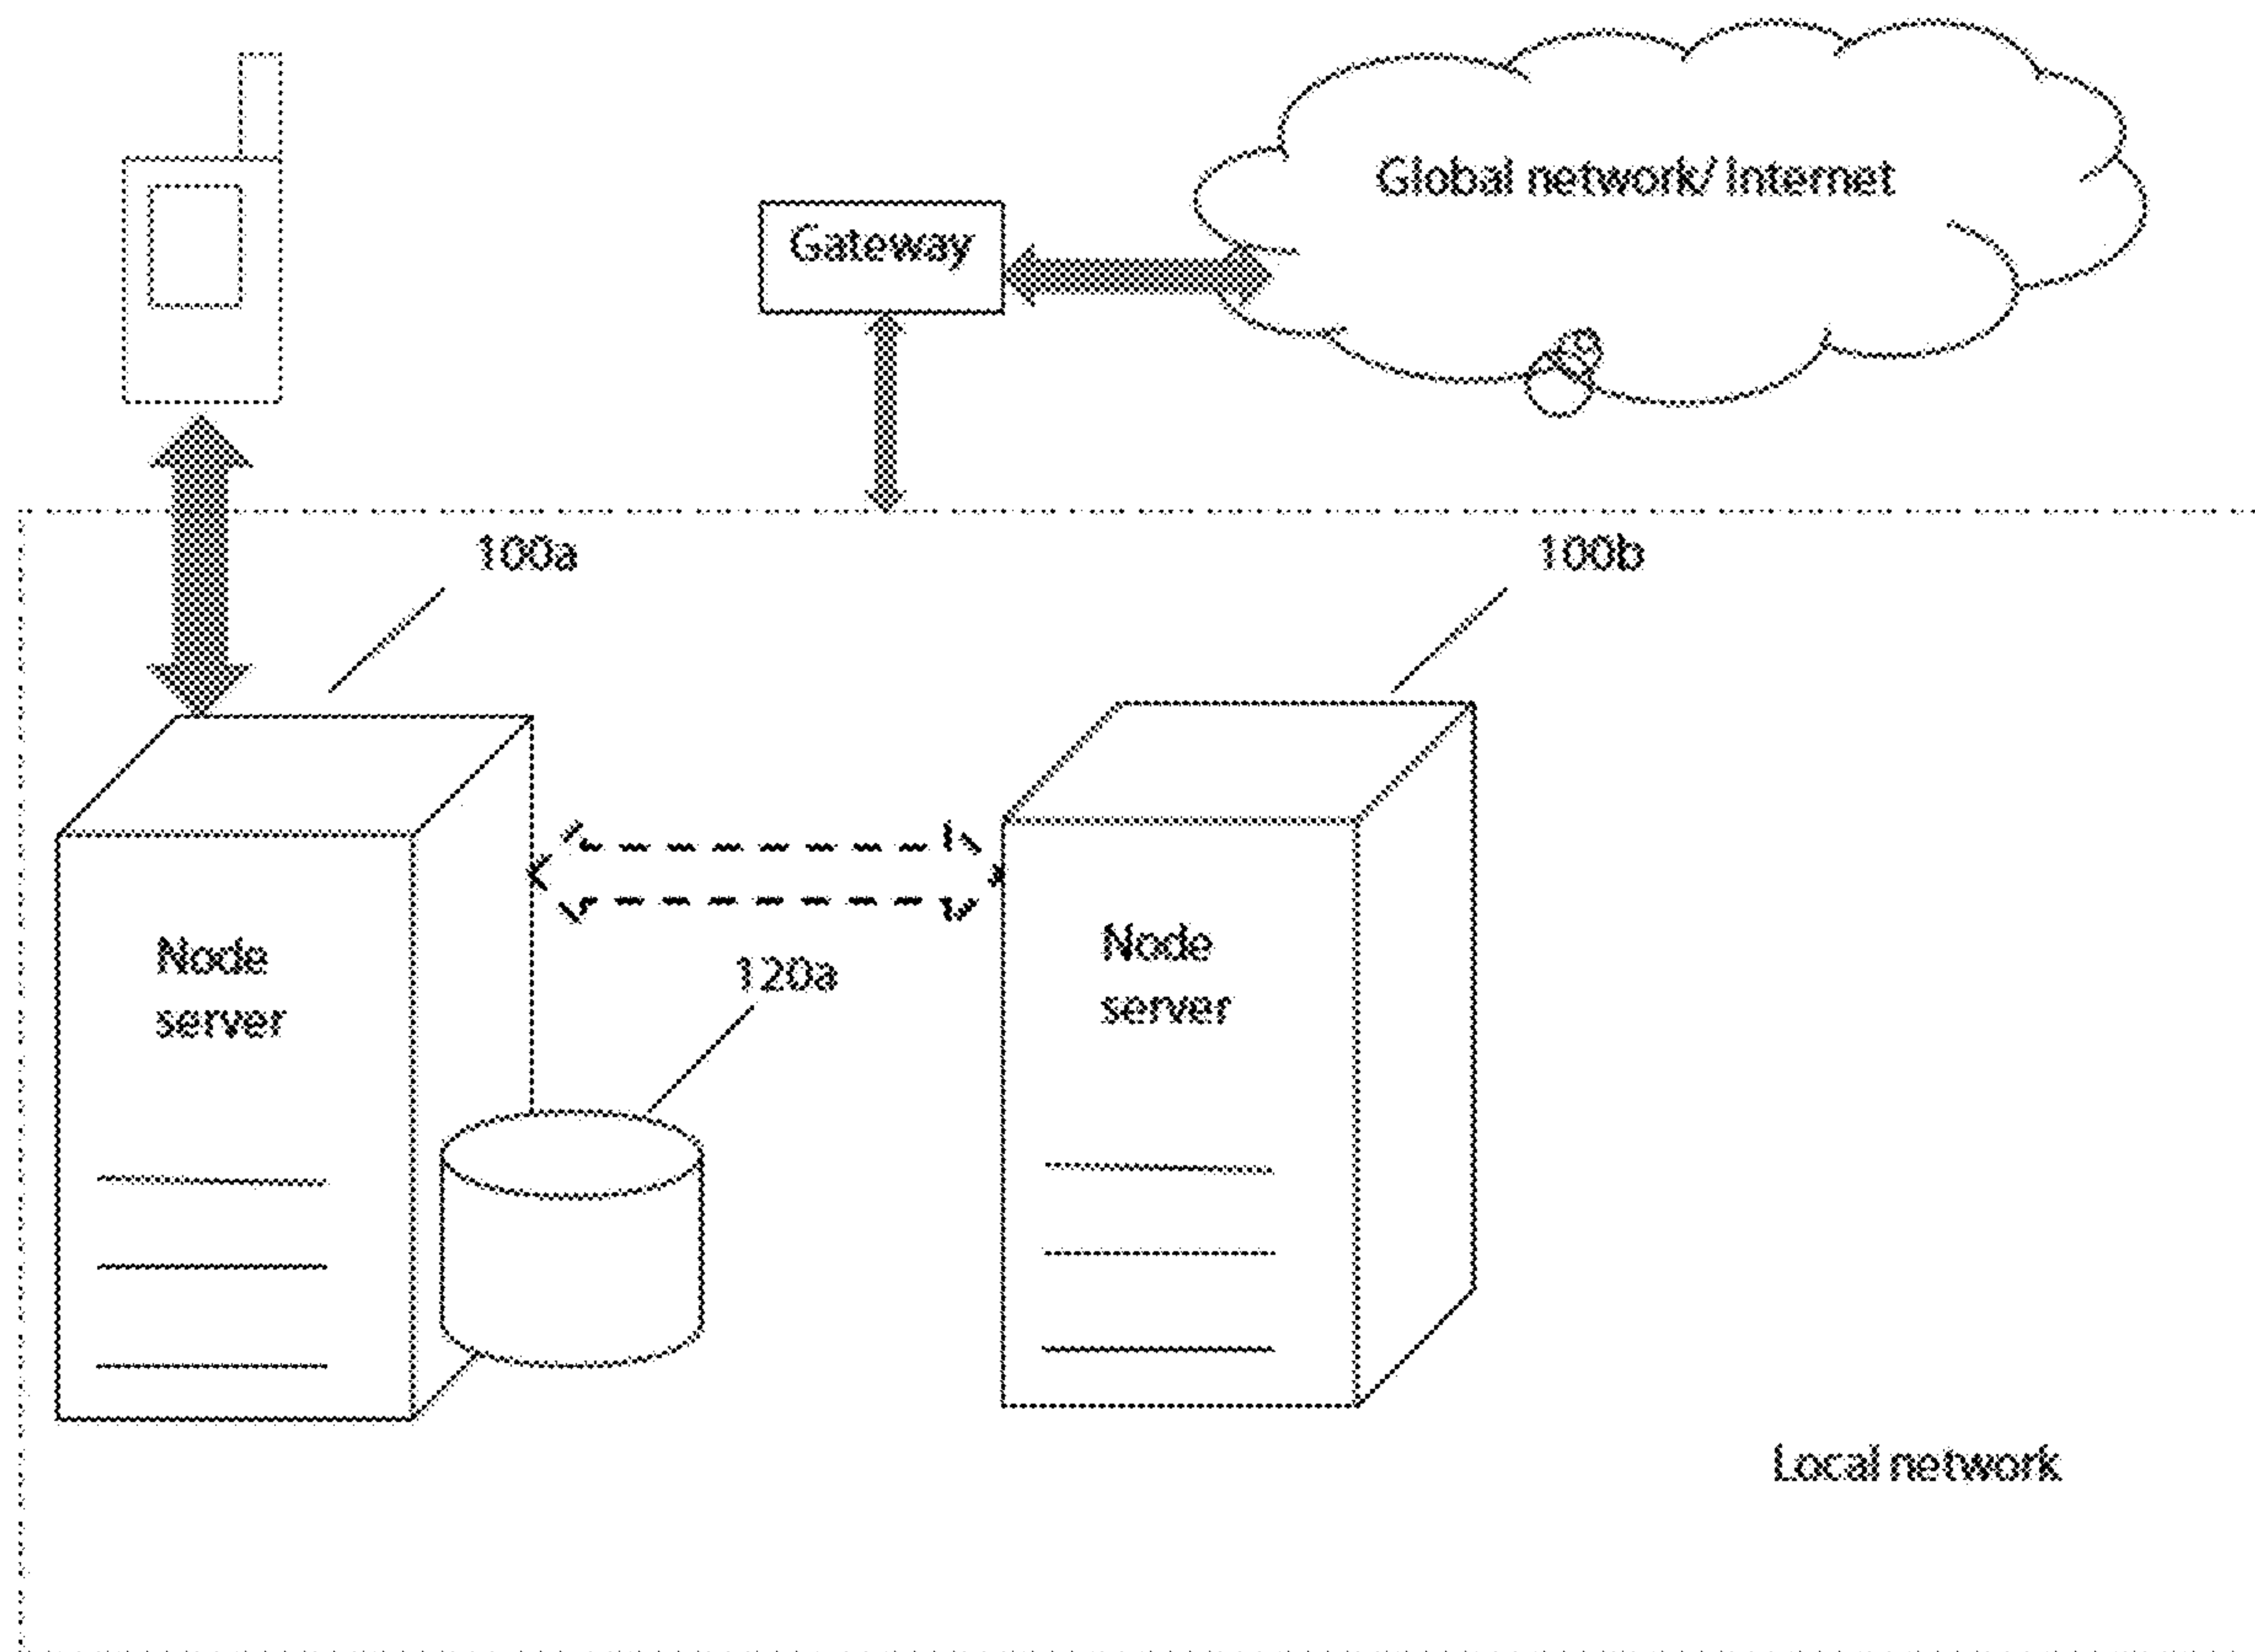 Global network/ Internet
Gateway
100a
100b
Node
server
120a
Node
server
Local network